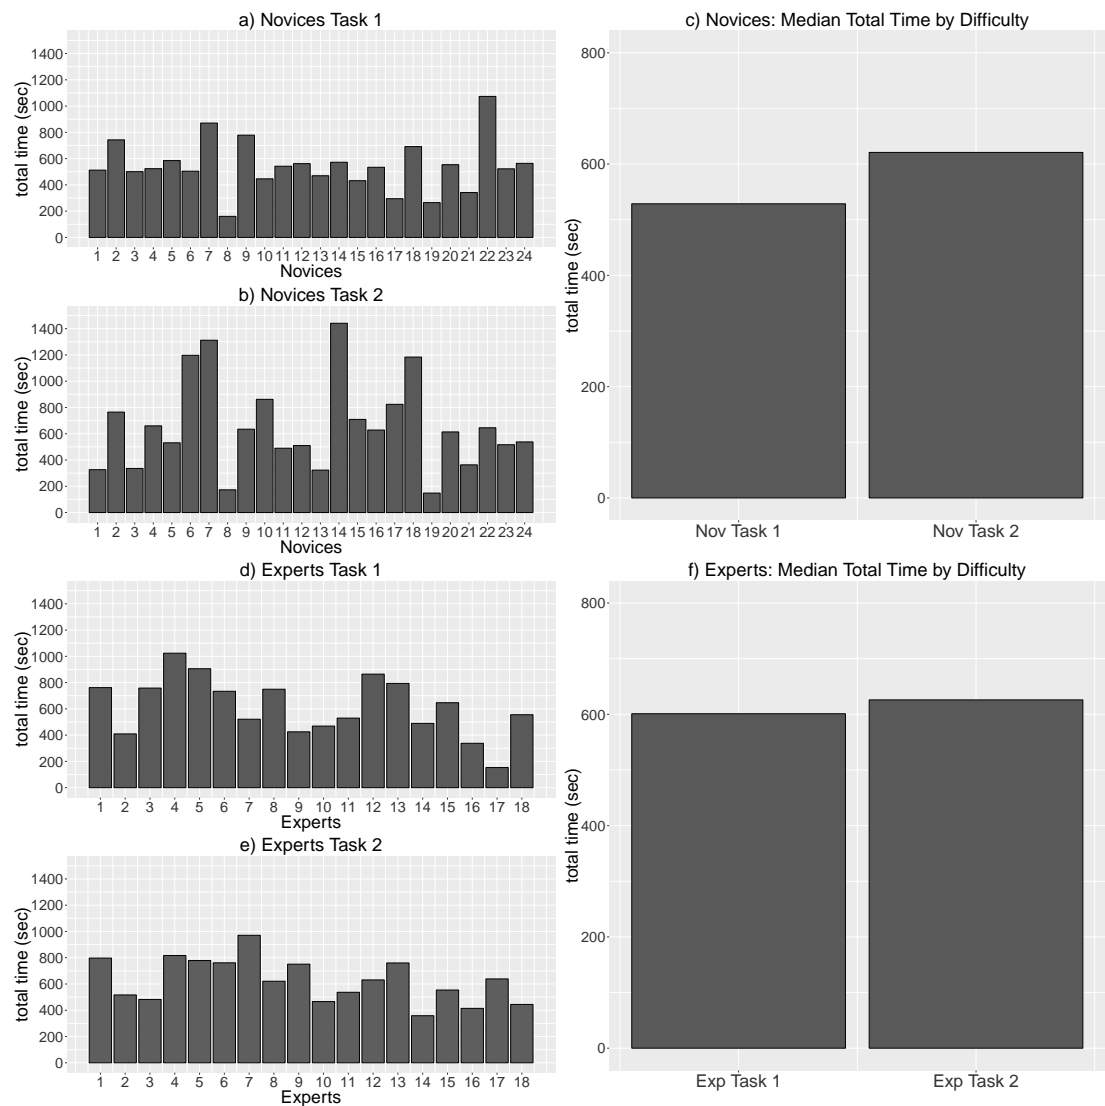 a) Novices Task 1
total time (sec)
1400
1200
1000
800
600
400
200
0
1 2 3 4 5 6 7 8 9 10 11 12 13 14 15 16 17 18 19 20 21 22 23 24
Novices
b) Novices Task 2
total time (sec)
1400
1200
1000
800
600
400
200
0
1 2 3 4 5 6 7 8 9 10 11 12 13 14 15 16 17 18 19 20 21 22 23 24
Novices
c) Novices: Median Total Time by Difficulty
total time (sec)
800
600
400
200
0
Nov Task 1 Nov Task 2
d) Experts Task 1
total time (sec)
1400
1200
1000
800
600
400
200
0
1 2 3 4 5 6 7 8 9 10 11 12 13 14 15 16 17 18
Experts
e) Experts Task 2
total time (sec)
1400
1200
1000
800
600
400
200
0
1 2 3 4 5 6 7 8 9 10 11 12 13 14 15 16 17 18
Experts
f) Experts: Median Total Time by Difficulty
total time (sec)
800
600
400
200
0
Exp Task 1 Exp Task 2